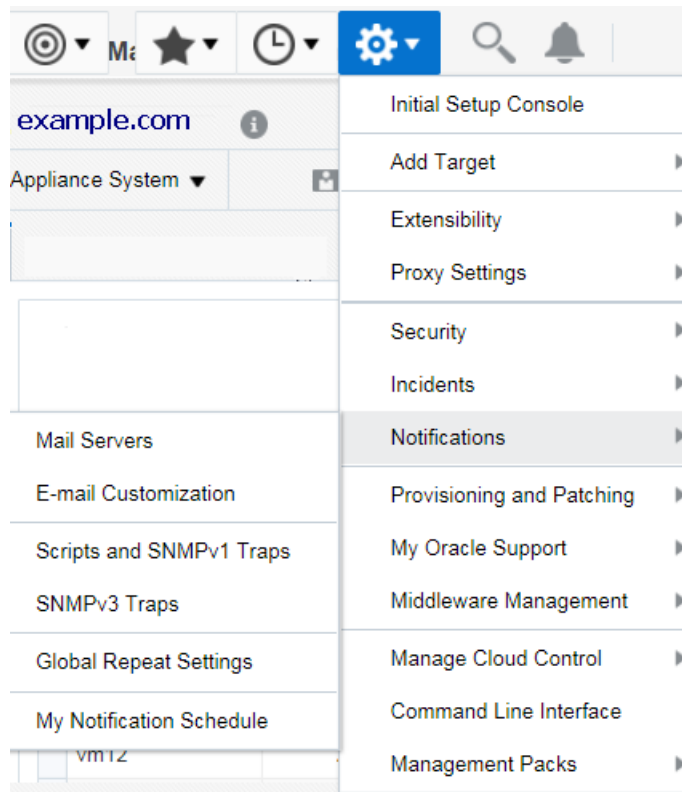 Ma
example.com
Appliance System
Initial Setup Console
Add Target
Extensibility
Proxy Settings
Security
Incidents
Notifications
Provisioning and Patching
My Oracle Support
Middleware Management
Manage Cloud Control
Command Line Interface
Management Packs
Mail Servers
E-mail Customization
Scripts and SNMPv1 Traps
SNMPv3 Traps
Global Repeat Settings
My Notification Schedule
vm12